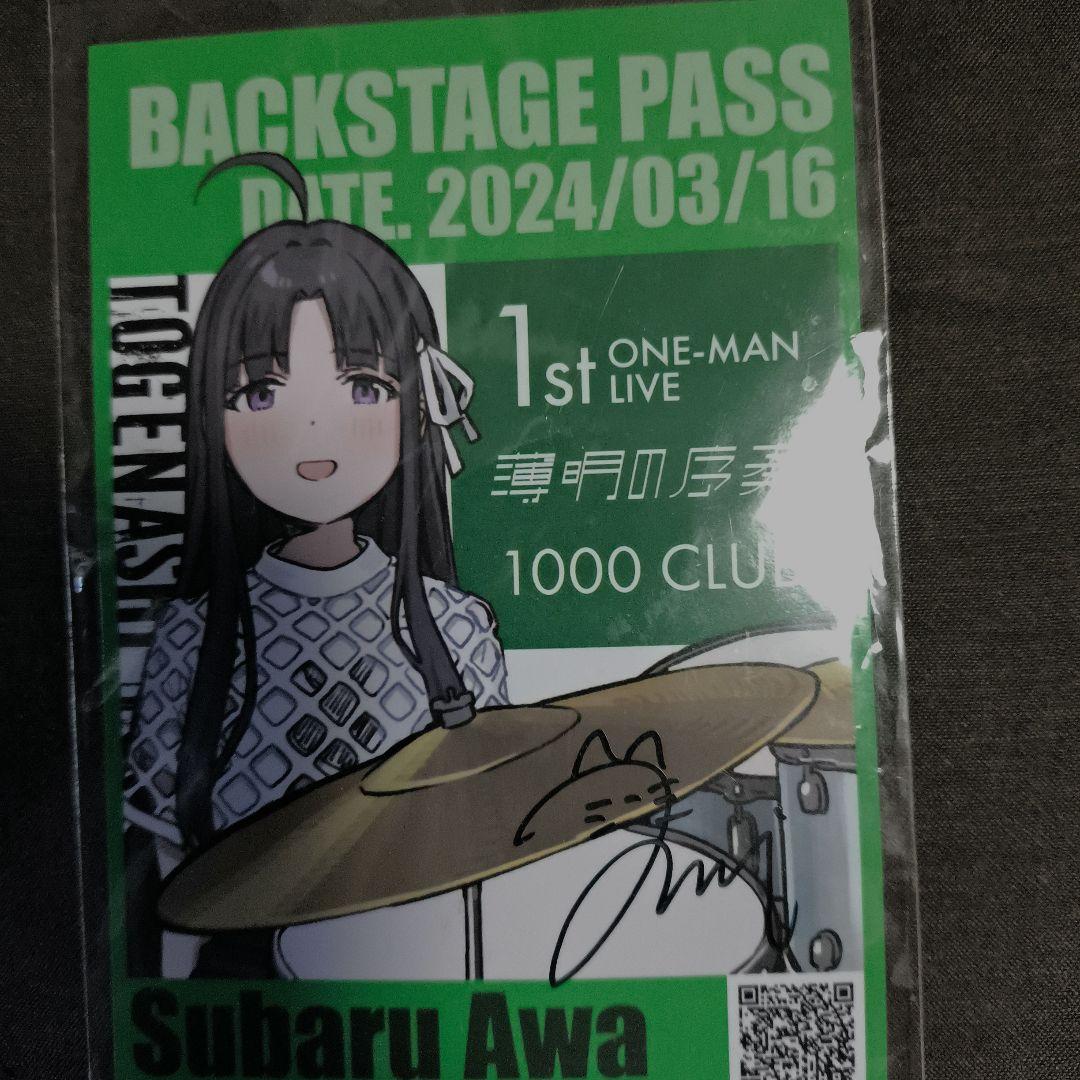 BACKSTAGE PASS
DATE. 2024/03/16
1st ONE-MAN
LIVE
薄明の序奏
1000 CLUB
Subaru Awa